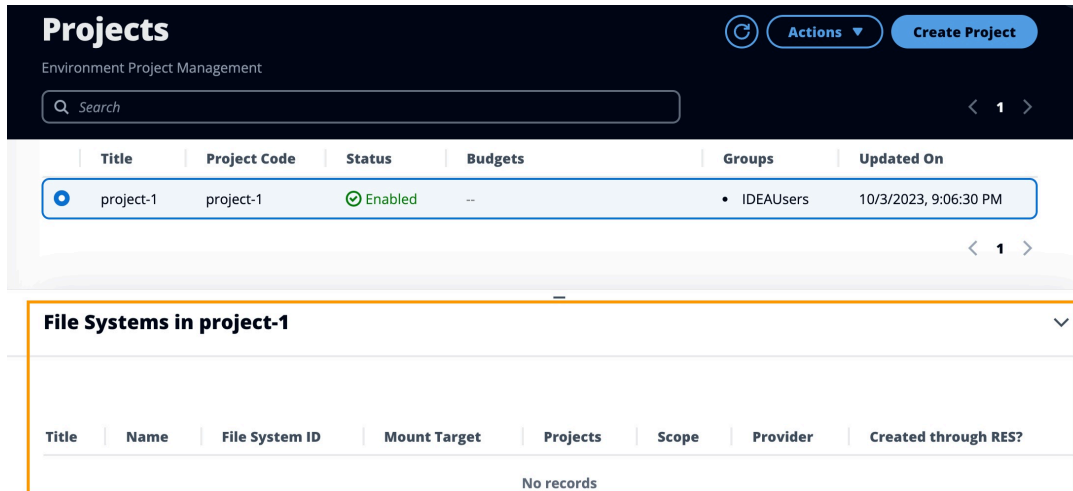 Projects
Actions ▼
Create Project
Environment Project Management
Search
1
Title Project Code Status Budgets Groups Updated On
project-1 project-1 Enabled -- • IDEAUsers 10/3/2023, 9:06:30 PM
1
File Systems in project-1
Title Name File System ID Mount Target Projects Scope Provider Created through RES?
No records